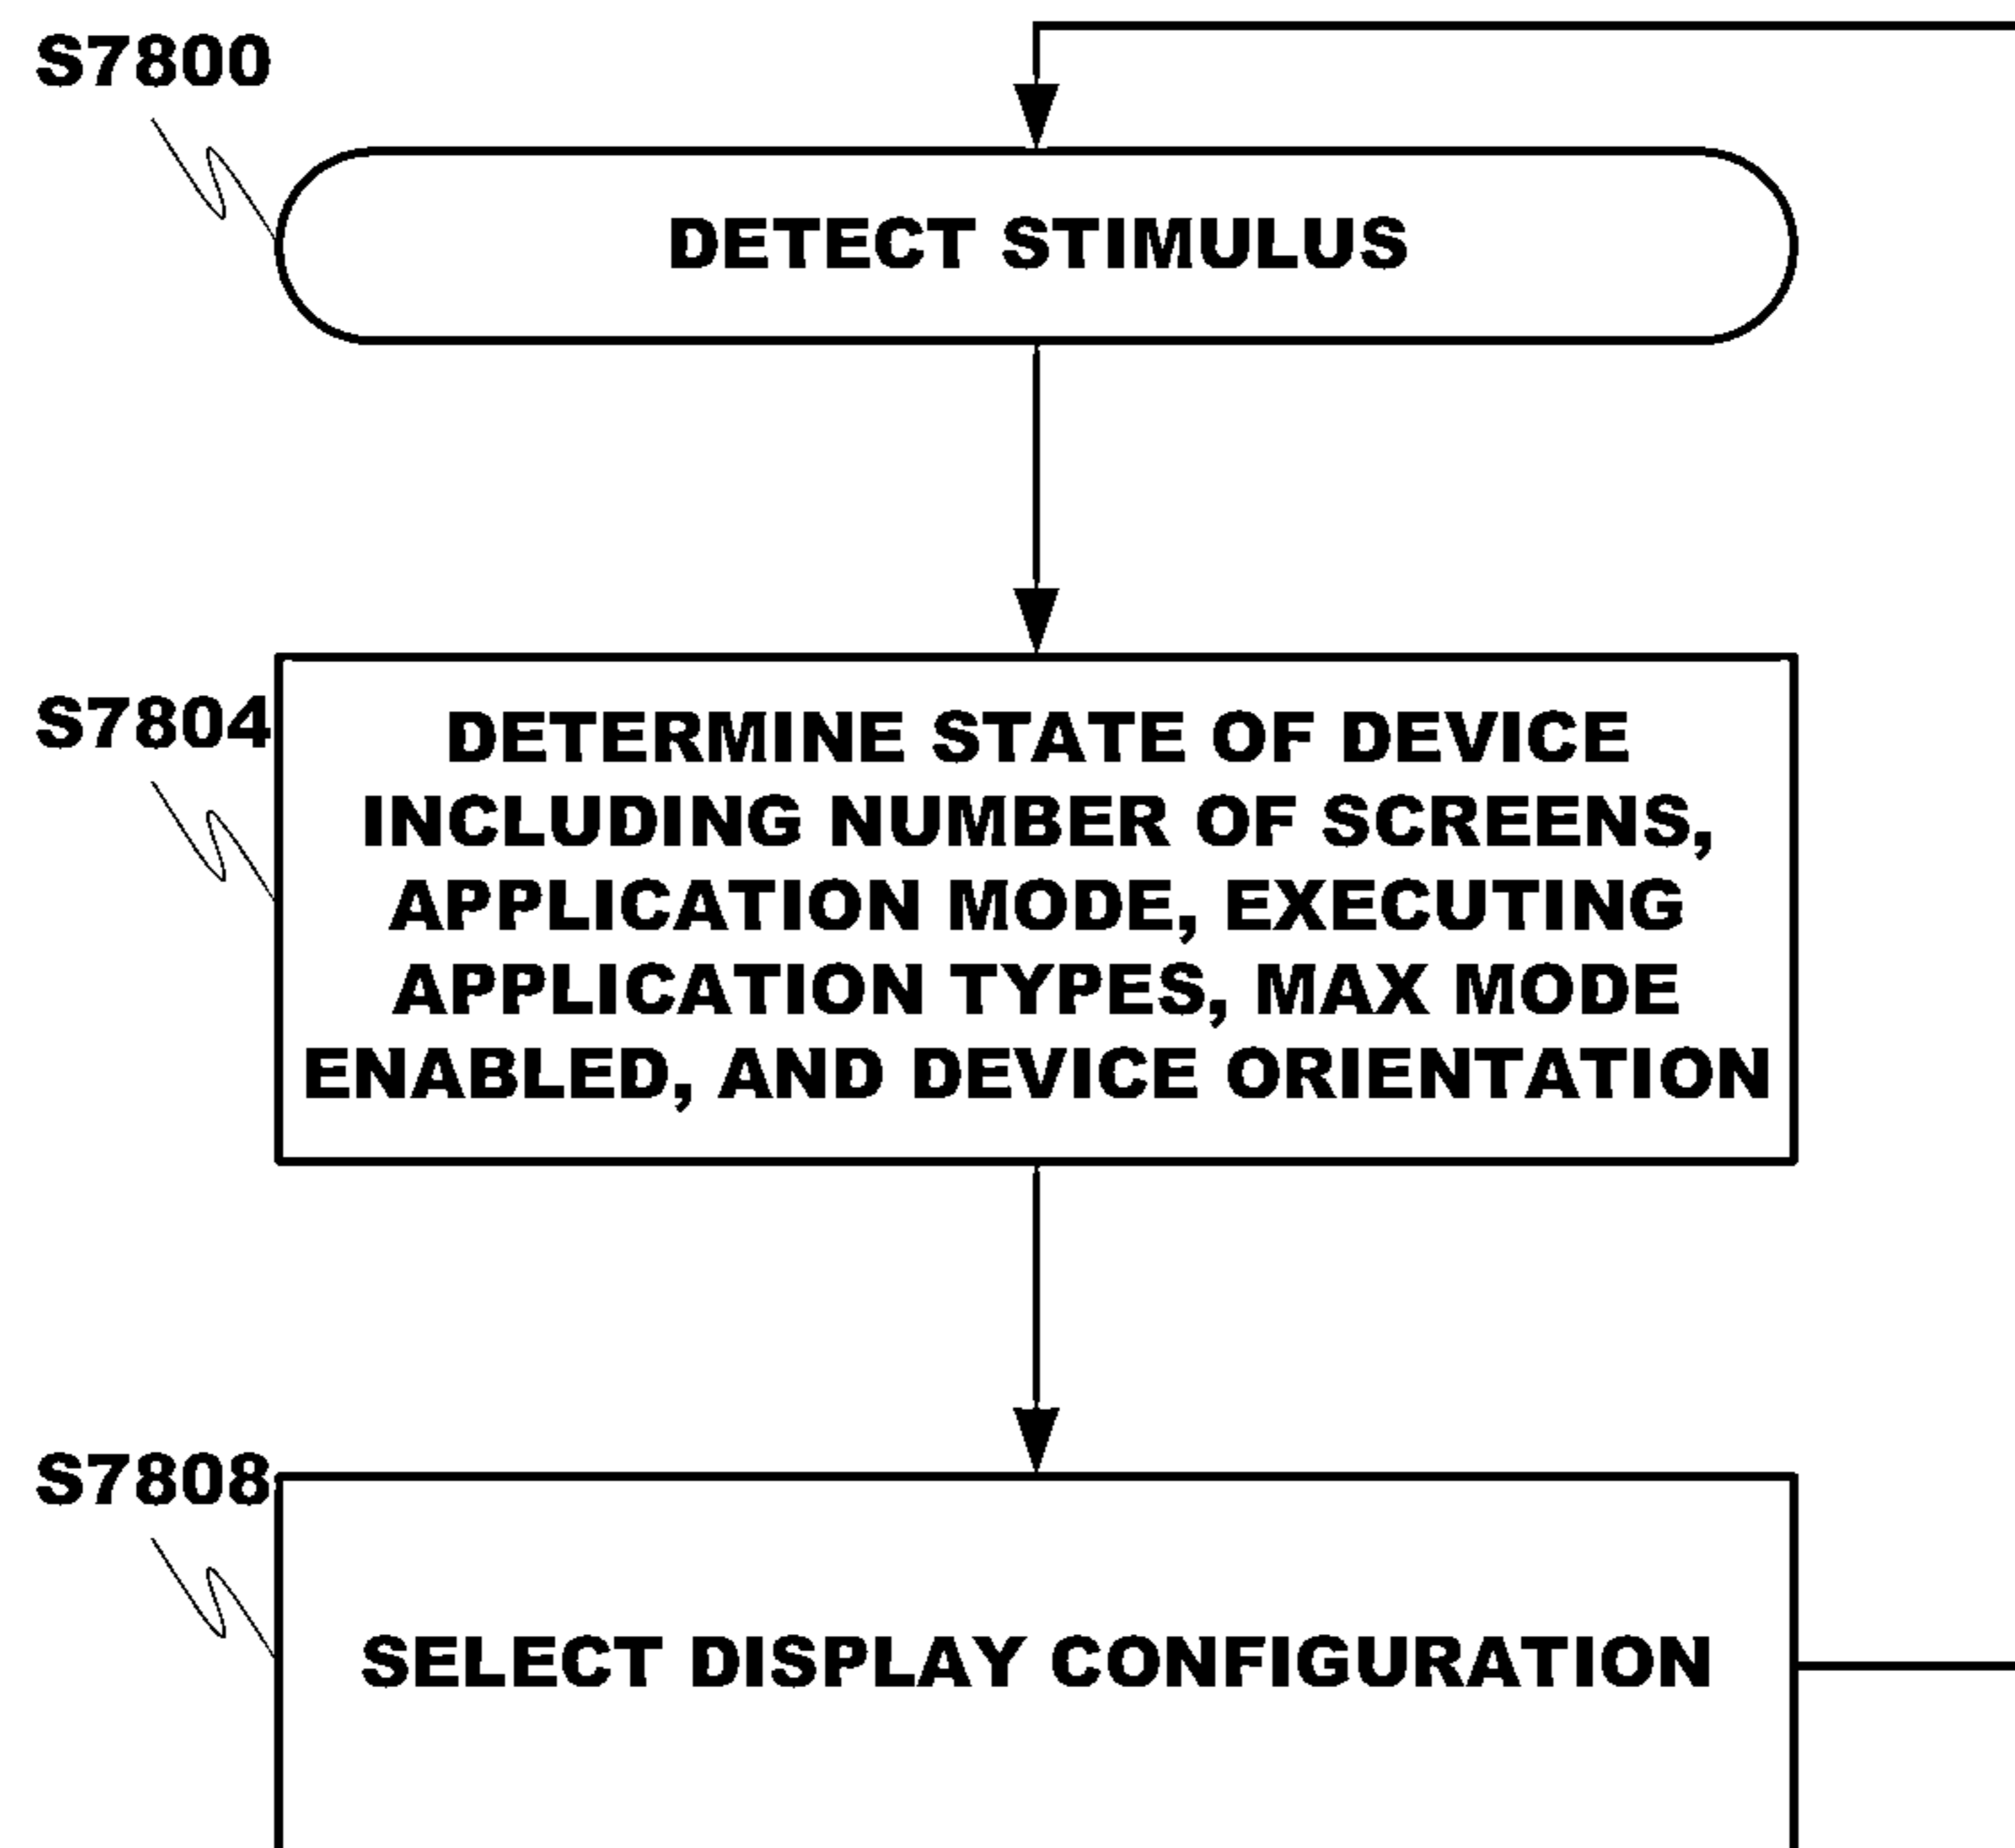 S7800
DETECT STIMULUS
S7804
DETERMINE STATE OF DEVICE
INCLUDING NUMBER OF SCREENS,
APPLICATION MODE, EXECUTING
APPLICATION TYPES, MAX MODE
ENABLED, AND DEVICE ORIENTATION
S7808
SELECT DISPLAY CONFIGURATION